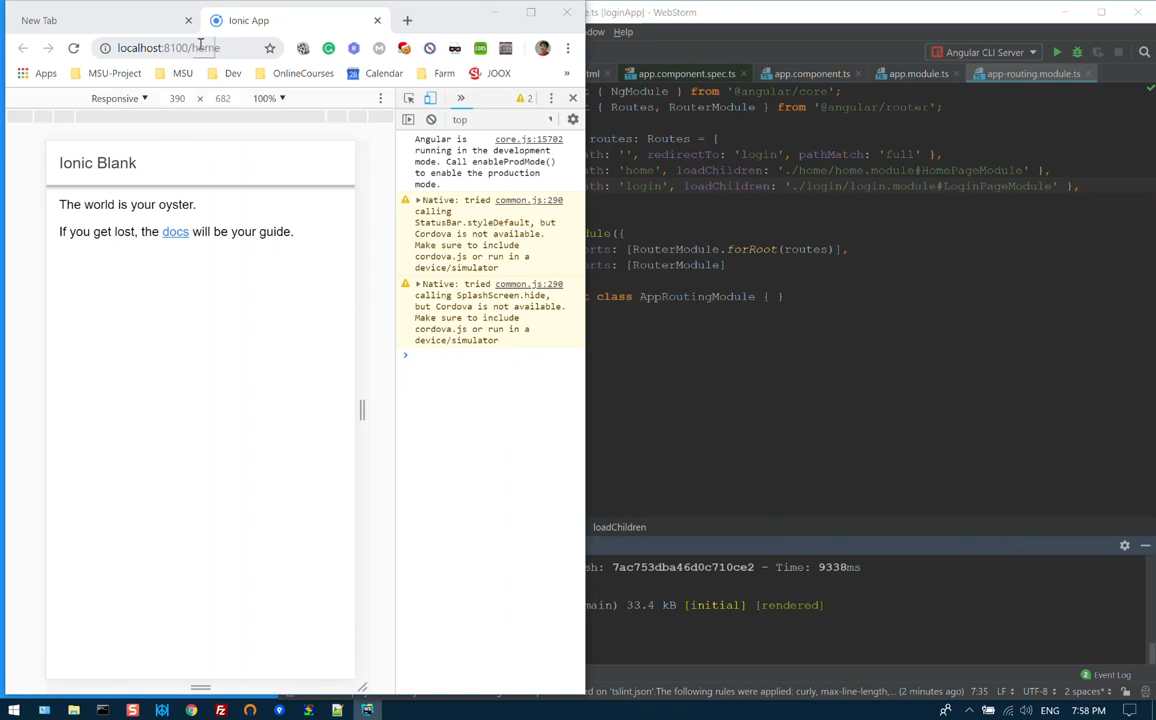 New Tab
Ionic App
.ts [loginApp] - WebStorm
localhost:8100/home
ndow Help
Angular CLI Server
Apps MSU-Project MSU Dev OnlineCourses Calendar Farm JOOX »
html app.component.spec.ts app.component.ts app.module.ts app-routing.module.ts
Responsive 390 × 682 100%
» 2
top
Angular is core.js:15702
running in the development
mode. Call enableProdMode()
to enable the production
mode.
Native: tried common.js:290
calling
StatusBar.styleDefault, but
Cordova is not available.
Make sure to include
cordova.js or run in a
device/simulator
Native: tried common.js:290
calling SplashScreen.hide,
but Cordova is not available.
Make sure to include
cordova.js or run in a
device/simulator
Ionic Blank
The world is your oyster.
If you get lost, the docs will be your guide.
t { NgModule } from '@angular/core';
t { Routes, RouterModule } from '@angular/router';
routes: Routes = [
ath: '', redirectTo: 'login', pathMatch: 'full' },
ath: 'home', loadChildren: './home/home.module#HomePageModule' },
ath: 'login', loadChildren: './login/login.module#LoginPageModule' },
dule({
rts: [RouterModule.forRoot(routes)],
orts: [RouterModule]
t class AppRoutingModule { }
loadChildren
sh: 7ac753dba46d0c710ce2 - Time: 9338ms
main) 33.4 kB [initial] [rendered]
2 Event Log
ed on 'tslint.json'.The following rules were applied: curly, max-line-length,... (2 minutes ago) 7:35 LF UTF-8 2 spaces*
ENG 7:58 PM